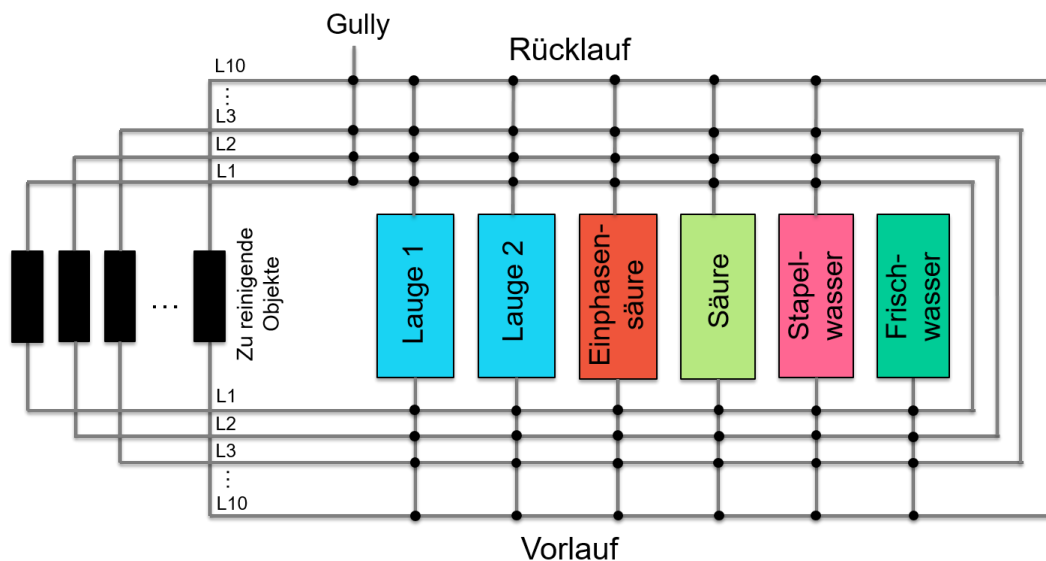 Gully
Rücklauf
L10
⋮
L3
L2
L1
Zu reinigende
Objekte
...
Lauge 1
Lauge 2
Einphasen-
säure
Säure
Stapel-
wasser
Frisch-
wasser
L1
L2
L3
...
L10
Vorlauf